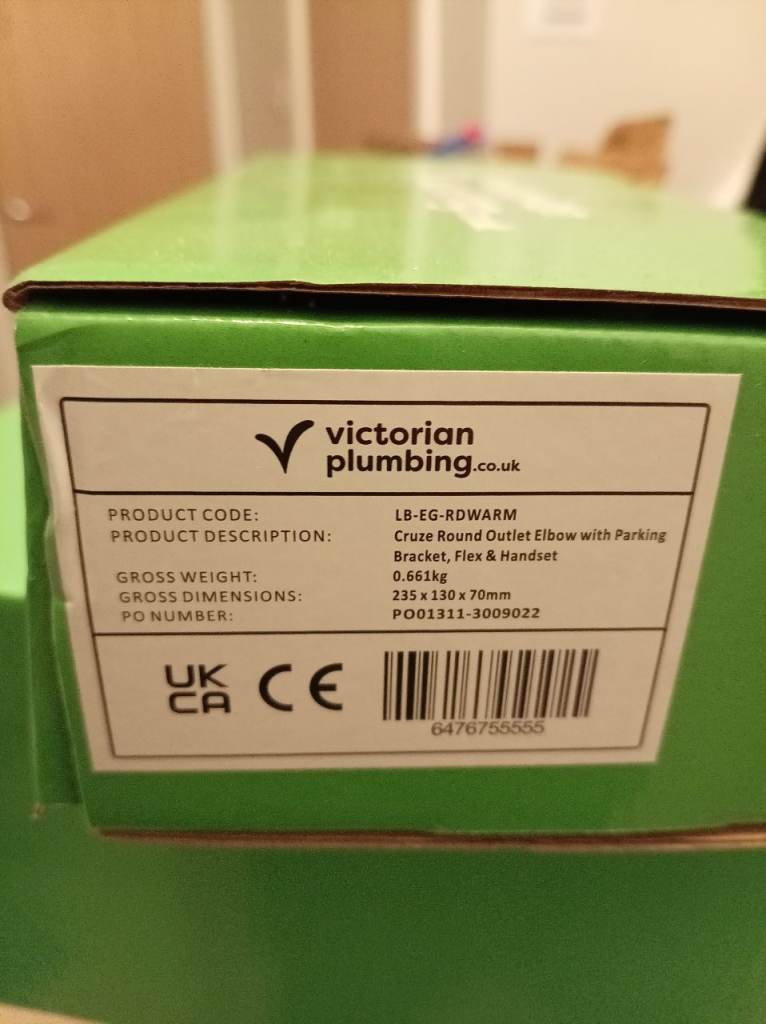 victorian
plumbing.co.uk
PRODUCT CODE: LB-EG-RDWARM
PRODUCT DESCRIPTION: Cruze Round Outlet Elbow with Parking
Bracket, Flex & Handset
GROSS WEIGHT: 0.661kg
GROSS DIMENSIONS: 235 x 130 x 70mm
PO NUMBER: PO01311-3009022
UK
CA CE
6476755555